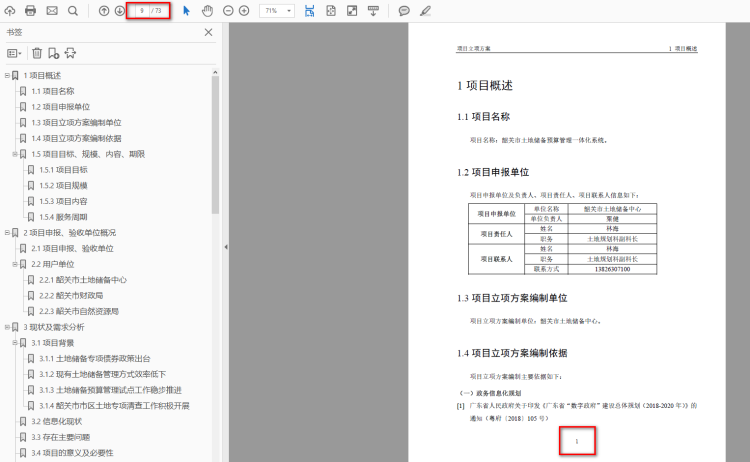 9 / 73
71%
书签
1 项目概述
1.1 项目名称
1.2 项目申报单位
1.3 项目立项方案编制单位
1.4 项目立项方案编制依据
1.5 项目目标、规模、内容、期限
1.5.1 项目目标
1.5.2 项目规模
1.5.3 项目内容
1.5.4 服务周期
2 项目申报、验收单位概况
2.1 项目申报、验收单位
2.2 用户单位
2.2.1 韶关市土地储备中心
2.2.2 韶关市财政局
2.2.3 韶关市自然资源局
3 现状及需求分析
3.1 项目背景
3.1.1 土地储备专项债券政策出台
3.1.2 现有土地储备管理方式效率低下
3.1.3 土地储备预算管理试点工作稳步推进
3.1.4 韶关市市区土地专项清查工作积极开展
3.2 信息化现状
3.3 存在主要问题
3.4 项目的意义及必要性
项目立项方案 1 项目概述
1 项目概述
1.1 项目名称
项目名称：韶关市土地储备预算管理一体化系统。
1.2 项目申报单位
项目申报单位及负责人、项目责任人、项目联系人信息如下：
项目申报单位 单位名称 韶关市土地储备中心
单位负责人 栗健
项目责任人 姓名 林海
职务 土地规划科副科长
项目联系人 姓名 林海
职务 土地规划科副科长
联系方式 13826307100
1.3 项目立项方案编制单位
项目立项方案编制单位：韶关市土地储备中心。
1.4 项目立项方案编制依据
项目立项方案编制主要依据如下：
（一）政务信息化规划
[1] 广东省人民政府关于印发《广东省“数字政府”建设总体规划（2018-2020 年）》的
通知（粤府〔2018〕105 号）
1